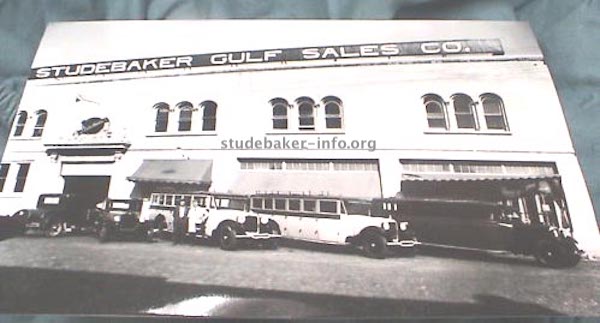 STUDEBAKER GULF SALES CO.
studebaker-info.org